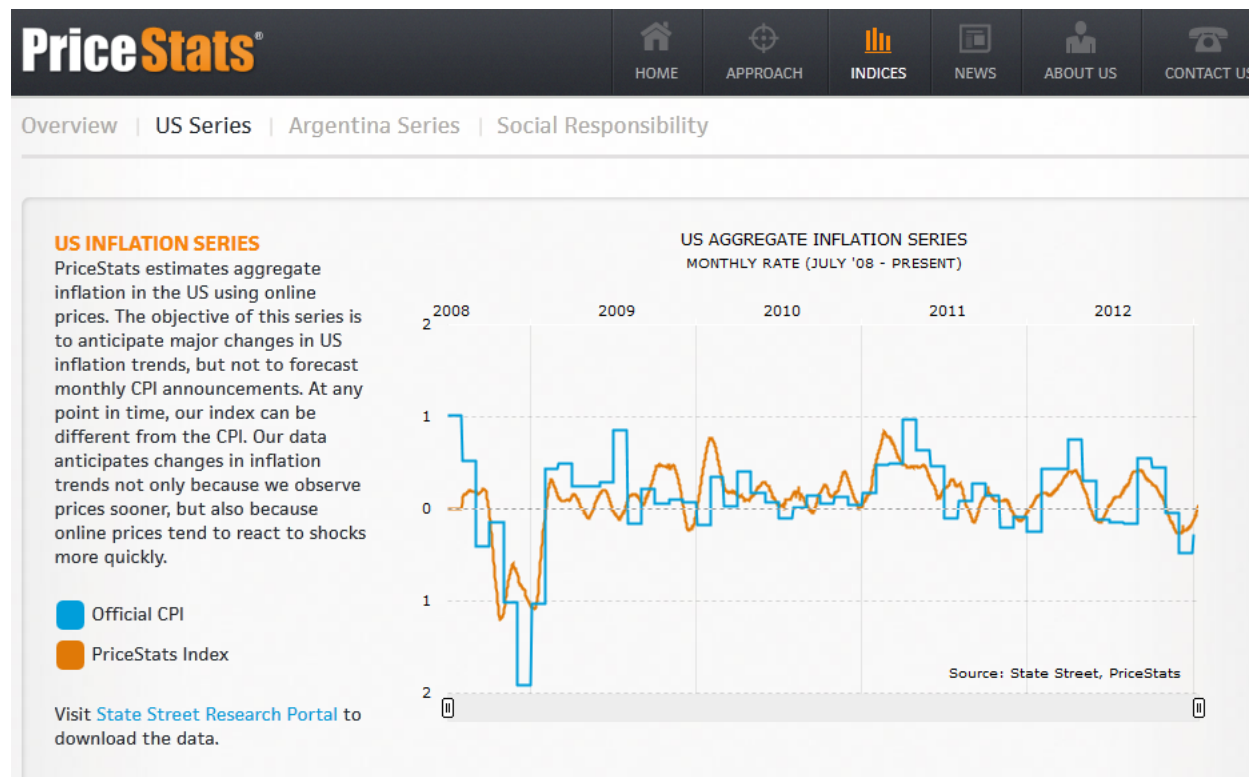 PriceStats®
HOME
APPROACH
INDICES
NEWS
ABOUT US
CONTACT US
Overview | US Series | Argentina Series | Social Responsibility
US INFLATION SERIES
PriceStats estimates aggregate
inflation in the US using online
prices. The objective of this series is
to anticipate major changes in US
inflation trends, but not to forecast
monthly CPI announcements. At any
point in time, our index can be
different from the CPI. Our data
anticipates changes in inflation
trends not only because we observe
prices sooner, but also because
online prices tend to react to shocks
more quickly.
Official CPI
PriceStats Index
Visit State Street Research Portal to
download the data.
US AGGREGATE INFLATION SERIES
MONTHLY RATE (JULY '08 - PRESENT)
2008 2009 2010 2011 2012
2
1
0
1
2
Source: State Street, PriceStats